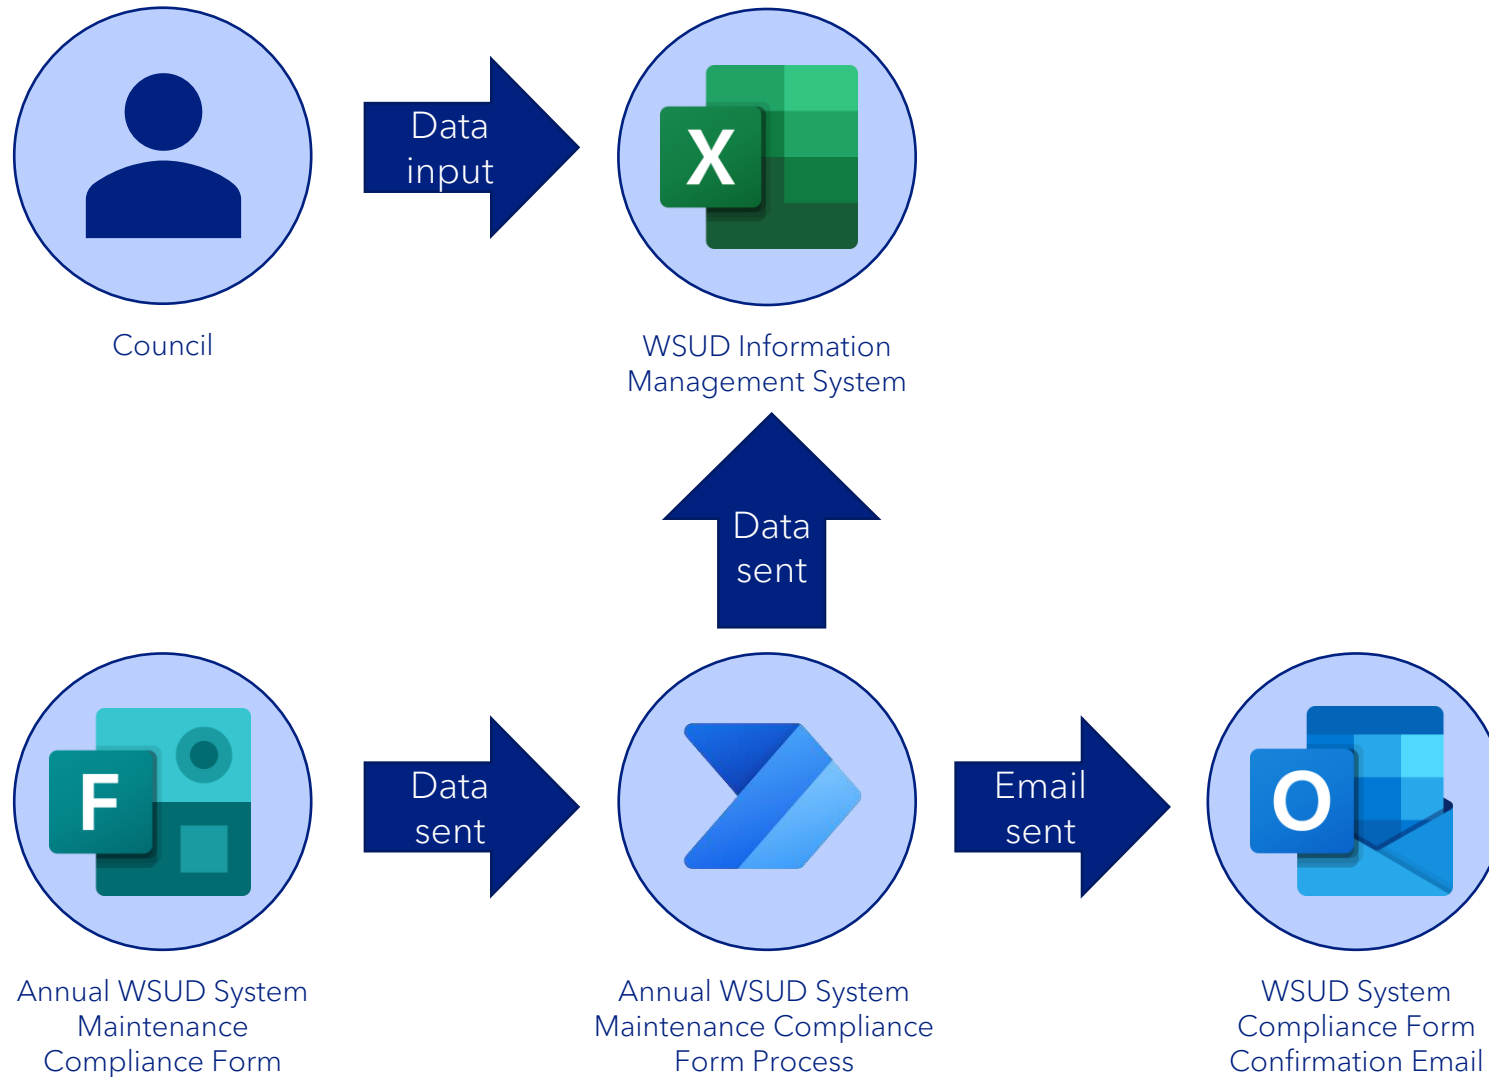 Data
input
X
Council
WSUD Information
Management System
Data
sent
F
Data
sent
Email
sent
O
Annual WSUD System
Maintenance
Compliance Form
Annual WSUD System
Maintenance Compliance
Form Process
WSUD System
Compliance Form
Confirmation Email